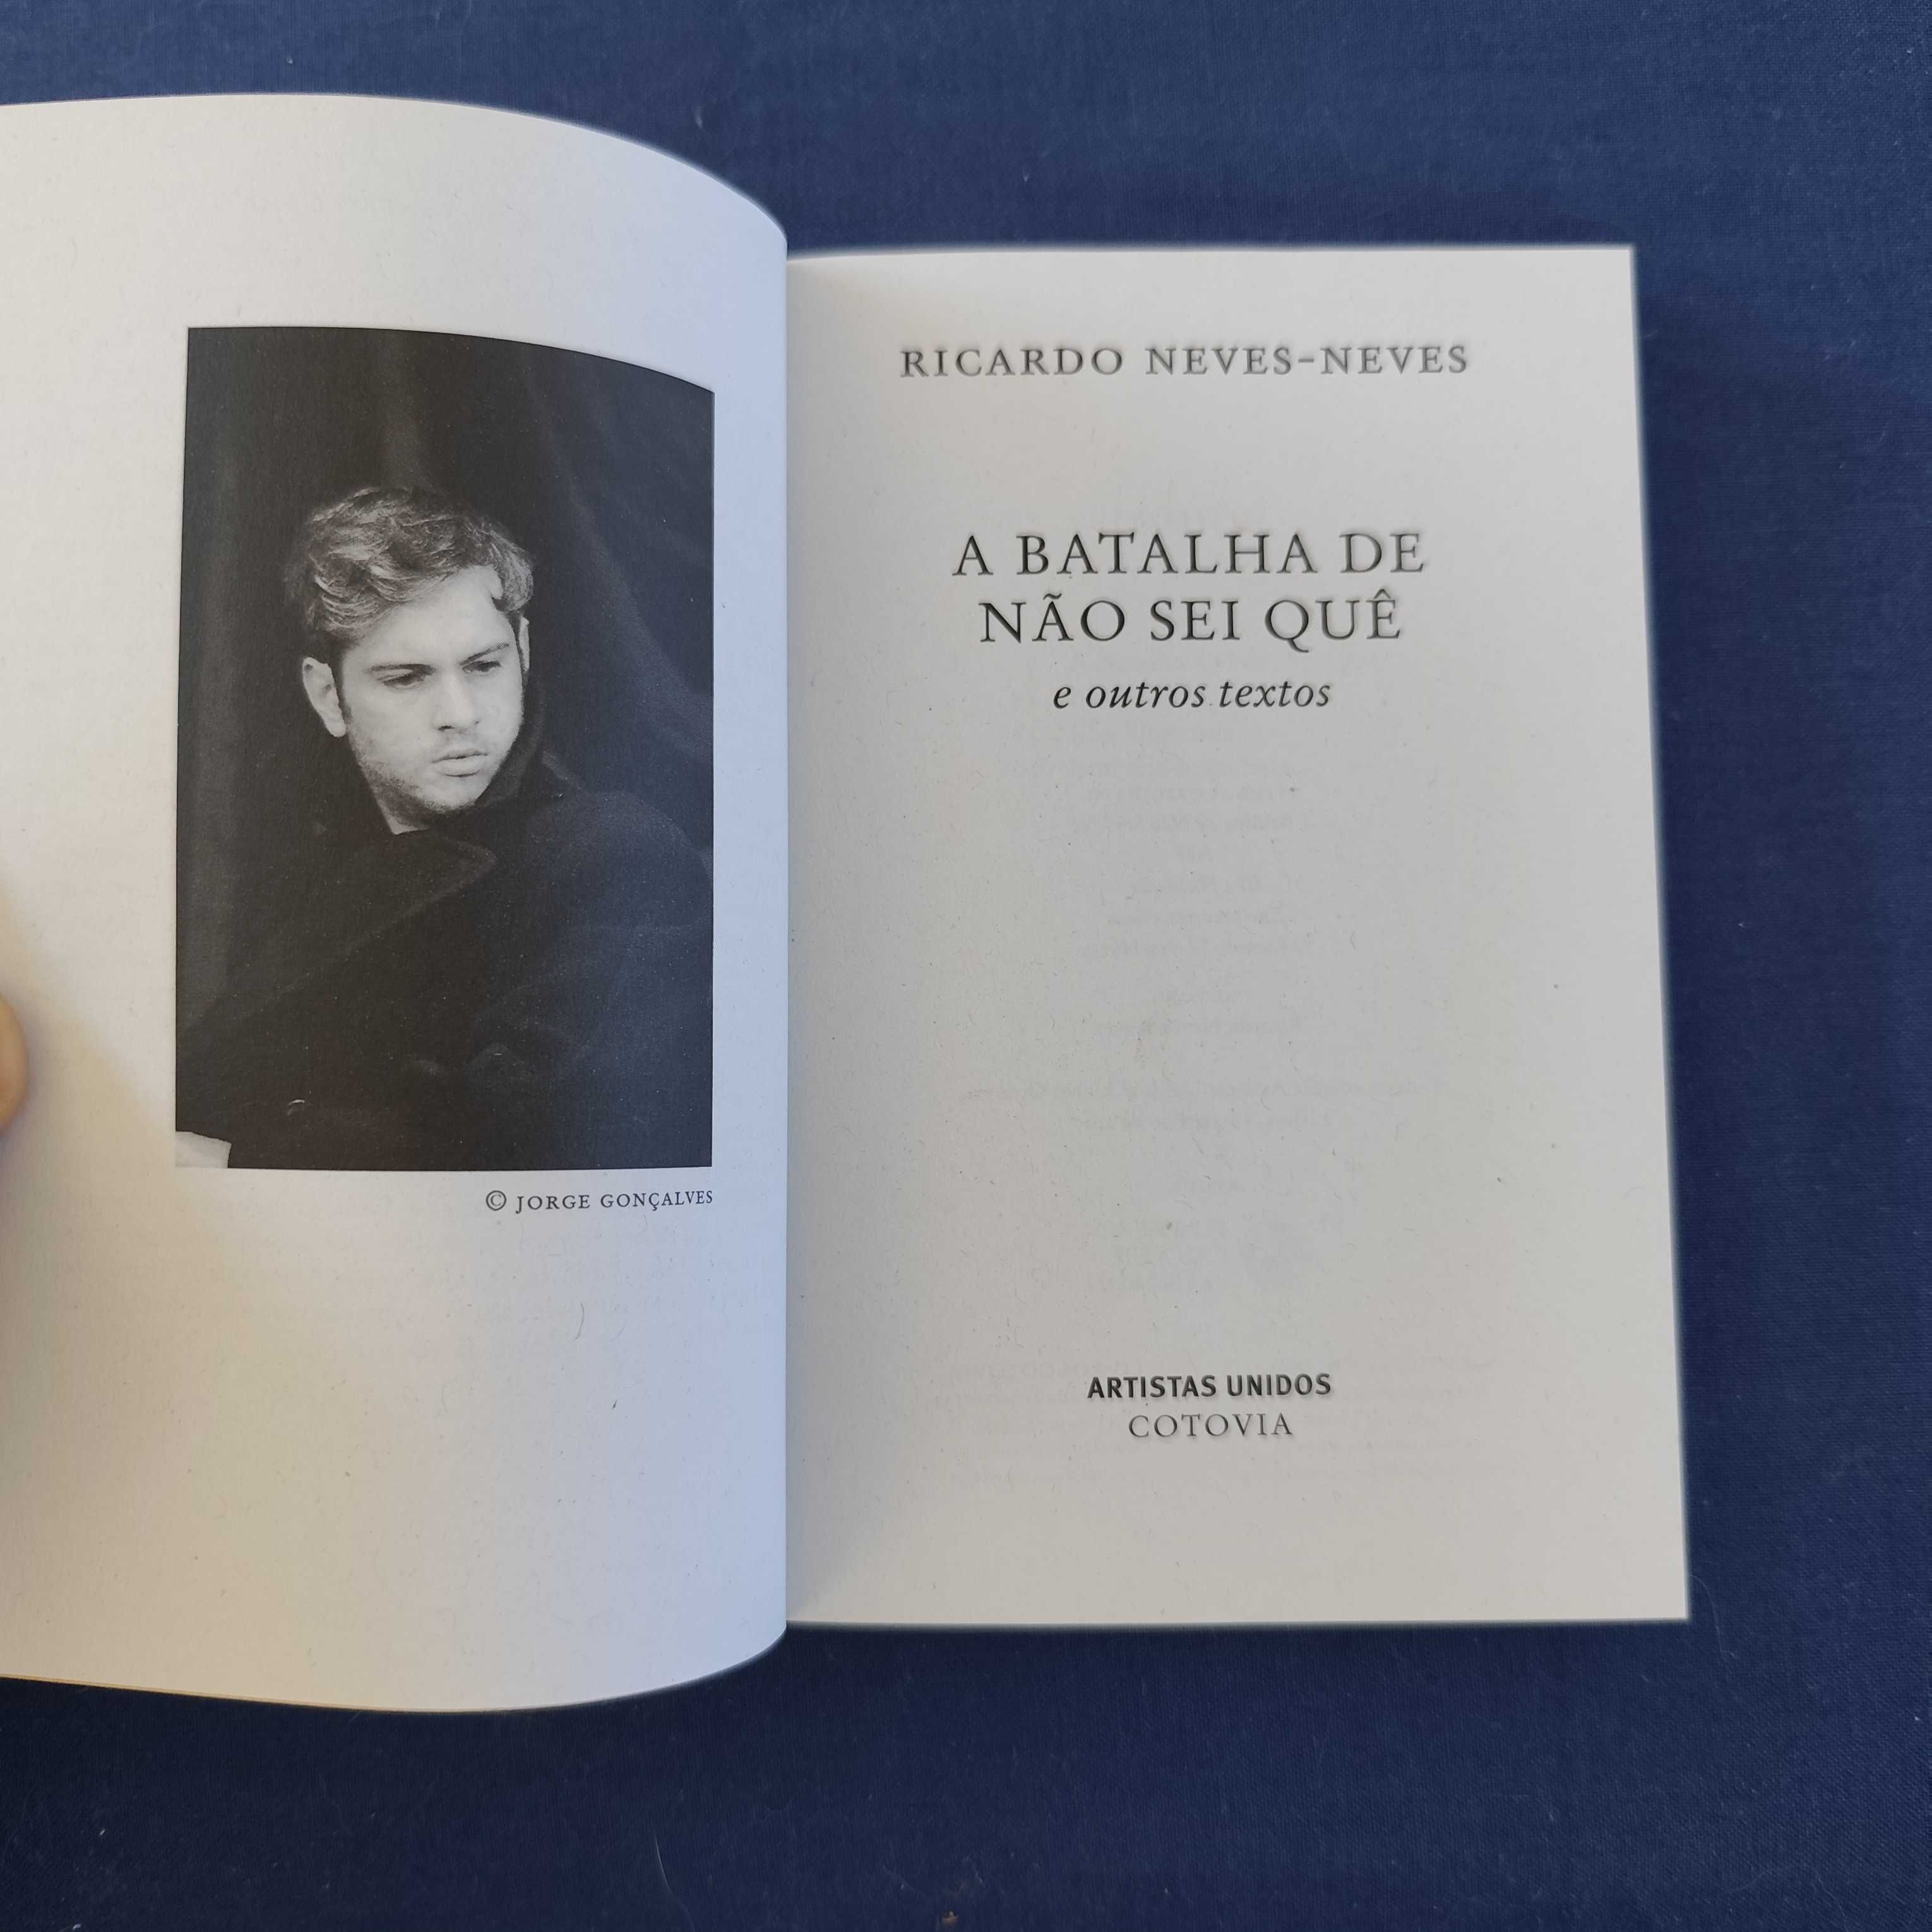 © JORGE GONÇALVES
RICARDO NEVES-NEVES
A BATALHA DE
NÃO SEI QUÊ
e outros textos
ARTISTAS UNIDOS
COTOVIA